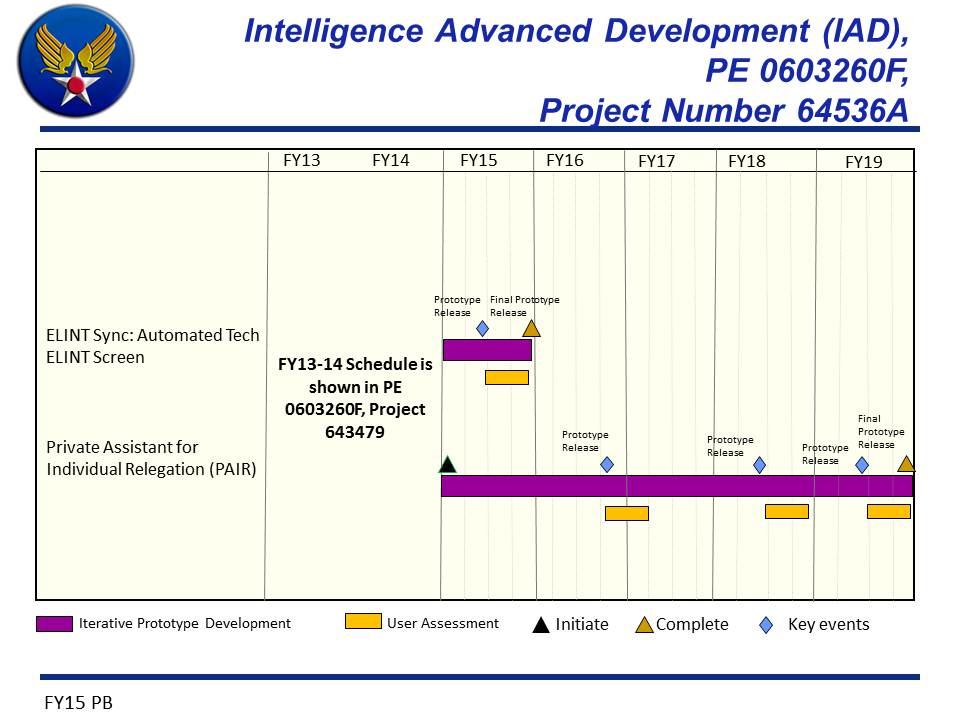 Intelligence Advanced Development (IAD),
PE 0603260F,
Project Number 64536A
FY13 FY14 FY15 FY16 FY17 FY18 FY19
Prototype
Release
Final Prototype
Release
ELINT Sync: Automated Tech
ELINT Screen
FY13-14 Schedule is
shown in PE
0603260F, Project
643479
Private Assistant for
Individual Relegation (PAIR)
Prototype
Release
Prototype
Release
Prototype
Release
Final
Prototype
Release
Iterative Prototype Development
User Assessment
Initiate
Complete
Key events
FY15 PB